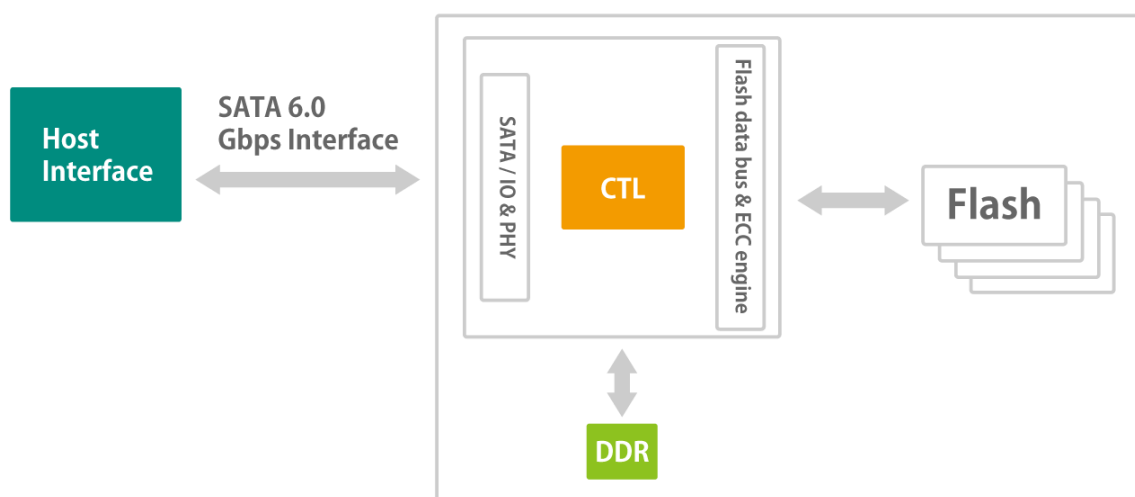 Host
Interface
SATA 6.0
Gbps Interface
SATA / IO & PHY
CTL
Flash data bus & ECC engine
Flash
DDR